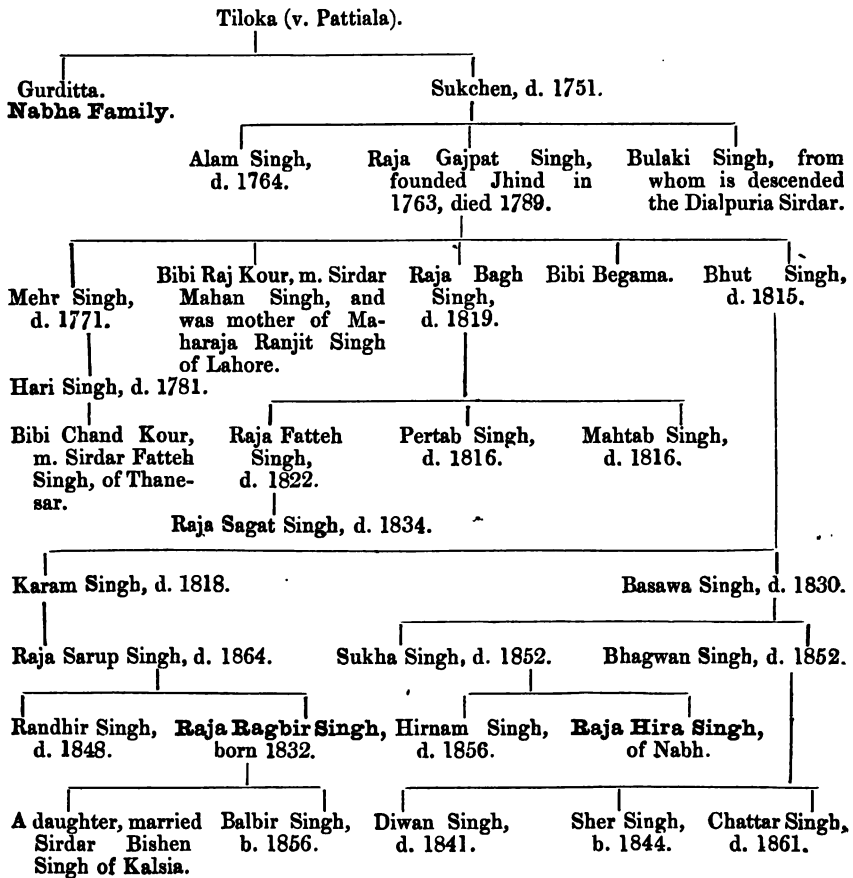 Tiloka (v. Pattiala).
Gurditta.
Nabha Family.
Sukchen, d. 1751.
Alam Singh,
d. 1764.
Raja Gajpat Singh,
founded Jhind in
1763, died 1789.
Bulaki Singh, from
whom is descended
the Dialpuria Sirdar.
Mehr Singh,
d. 1771.
Bibi Raj Kour, m. Sirdar
Mahan Singh, and
was mother of Ma-
haraja Ranjit Singh
of Lahore.
Raja Bagh
Singh,
d. 1819.
Bibi Begama.
Bhut Singh,
d. 1815.
Hari Singh, d. 1781.
Bibi Chand Kour,
m. Sirdar Fatteh
Singh, of Thane-
sar.
Raja Fatteh
Singh,
d. 1822.
Pertab Singh,
d. 1816.
Mahtab Singh,
d. 1816.
Raja Sagat Singh, d. 1834.
Karam Singh, d. 1818.
Basawa Singh, d. 1830.
Raja Sarup Singh, d. 1864.
Sukha Singh, d. 1852.
Bhagwan Singh, d. 1852.
Randhir Singh,
d. 1848.
Raja Ragbir Singh,
born 1832.
Hirnam Singh,
d. 1856.
Raja Hira Singh,
of Nabh.
A daughter, married
Sirdar Bishen
Singh of Kalsia.
Balbir Singh,
b. 1856.
Diwan Singh,
d. 1841.
Sher Singh,
b. 1844.
Chattar Singh,
d. 1861.